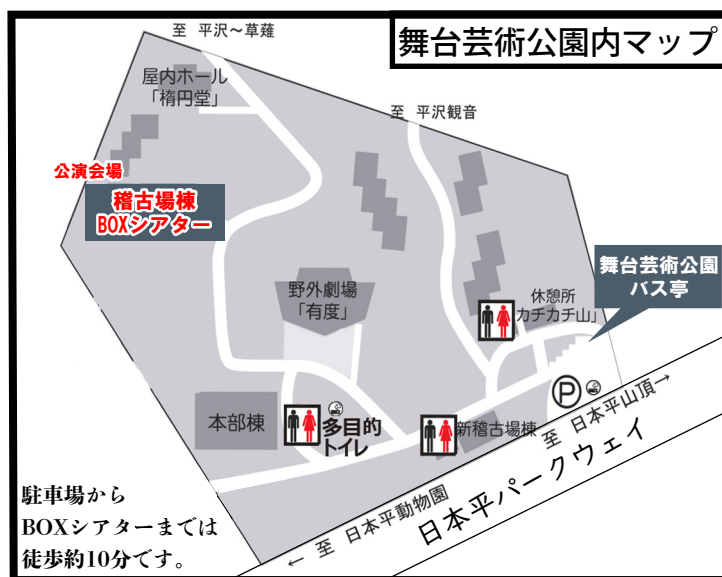 舞台芸術公園内マップ
至 平沢～草薙
屋内ホール
「楕円堂」
至 平沢観音
公演会場
稽古場棟
BOXシアター
舞台芸術公園
バス亭
休憩所
カチカチ山」
野外劇場
「有度」
P
本部棟
多目的
トイレ
新稽古場棟
至 日本平山頂→
日本平パークウェイ
← 至 日本平動物園
駐車場から
BOXシアターまでは
徒歩約10分です。